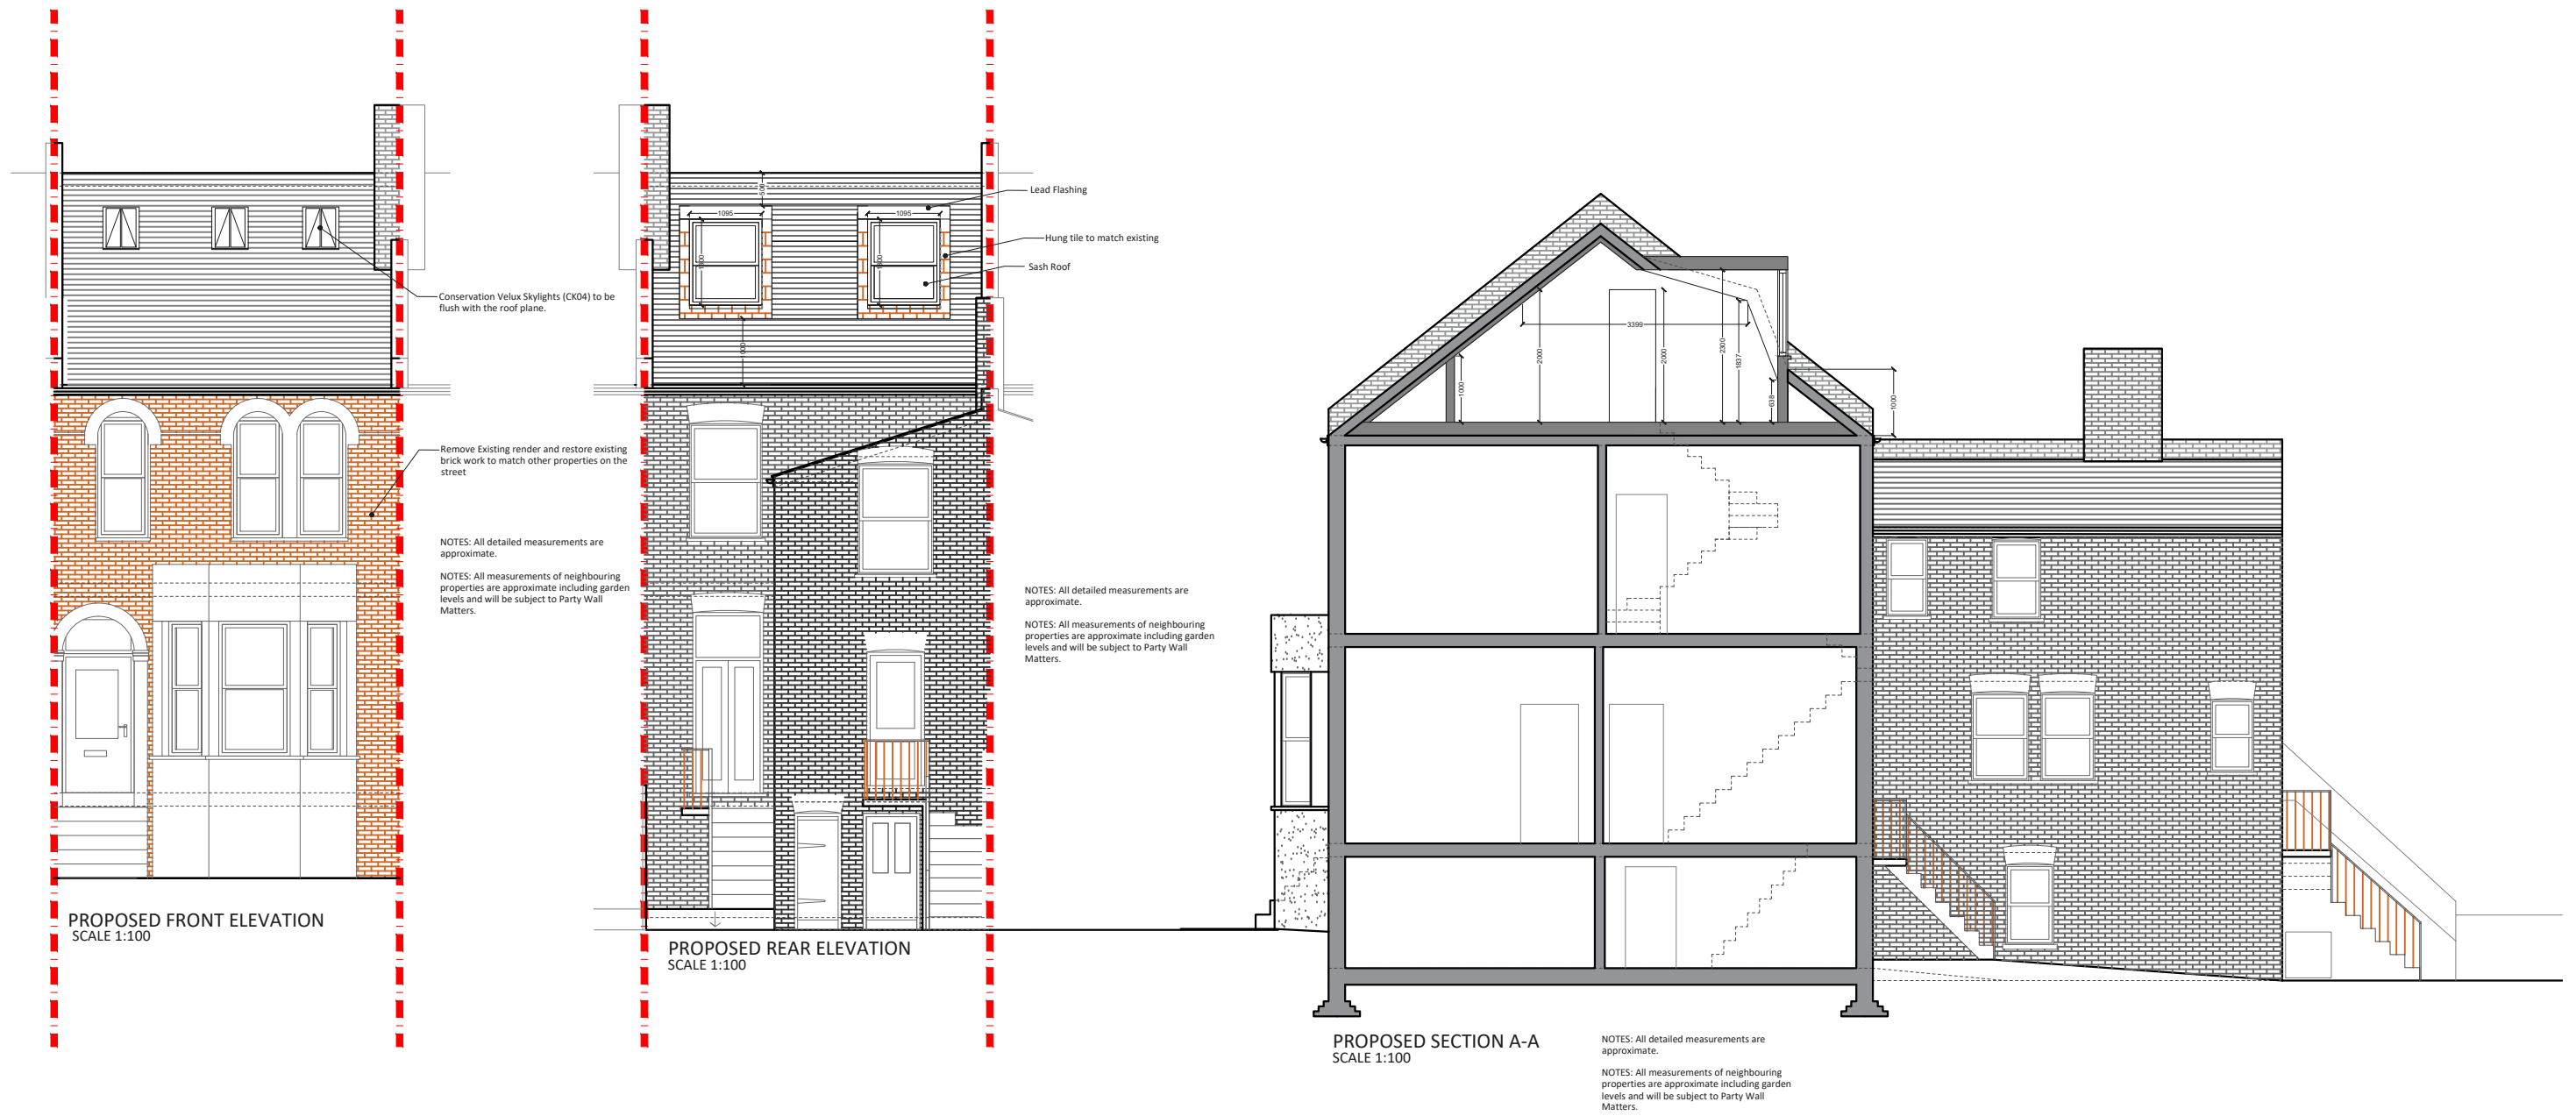 Conservation Velux Skylights (CK04) to be
flush with the roof plane.
Remove Existing render and restore existing
brick work to match other properties on the
street
NOTES: All detailed measurements are
approximate.
NOTES: All measurements of neighbouring
properties are approximate including garden
levels and will be subject to Party Wall
Matters.
PROPOSED FRONT ELEVATION
SCALE 1:100
500
1095
1095
1300
1300
1000
Lead Flashing
Hung tile to match existing
Sash Roof
NOTES: All detailed measurements are
approximate.
NOTES: All measurements of neighbouring
properties are approximate including garden
levels and will be subject to Party Wall
Matters.
PROPOSED REAR ELEVATION
SCALE 1:100
3399
1000
2000
2000
2300
1837
638
1000
PROPOSED SECTION A-A
SCALE 1:100
NOTES: All detailed measurements are
approximate.
NOTES: All measurements of neighbouring
properties are approximate including garden
levels and will be subject to Party Wall
Matters.